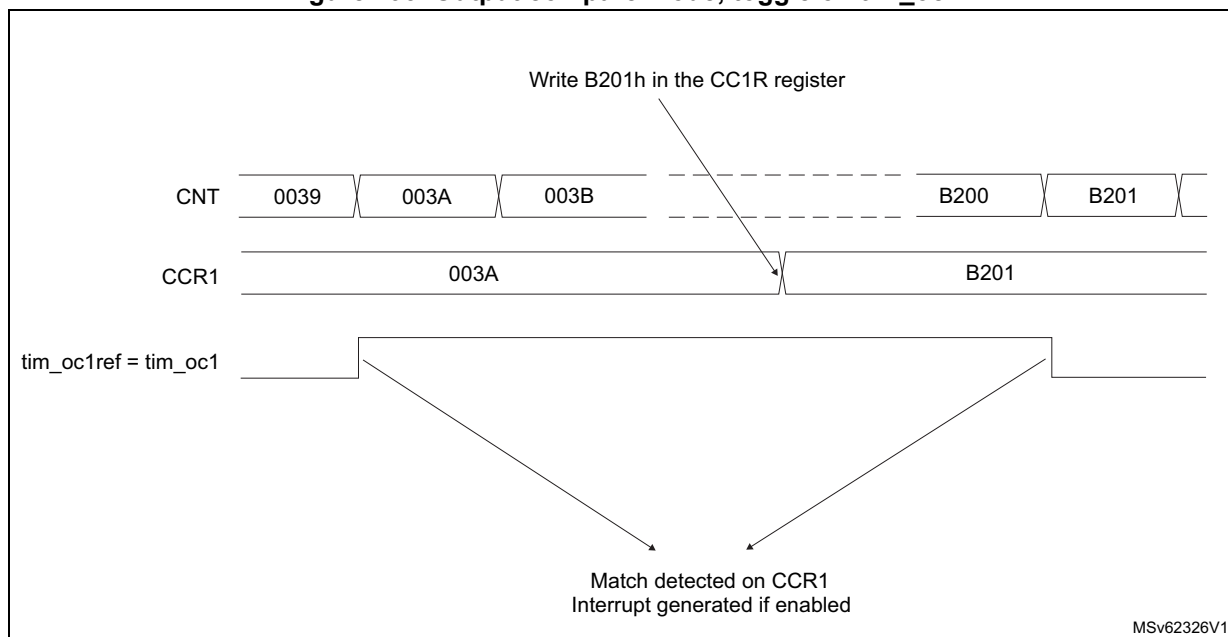 Write B201h in the CC1R register
CNT 0039 003A 003B B200 B201
CCR1 003A B201
tim_oc1ref = tim_oc1
Match detected on CCR1
Interrupt generated if enabled
MSv62326V1